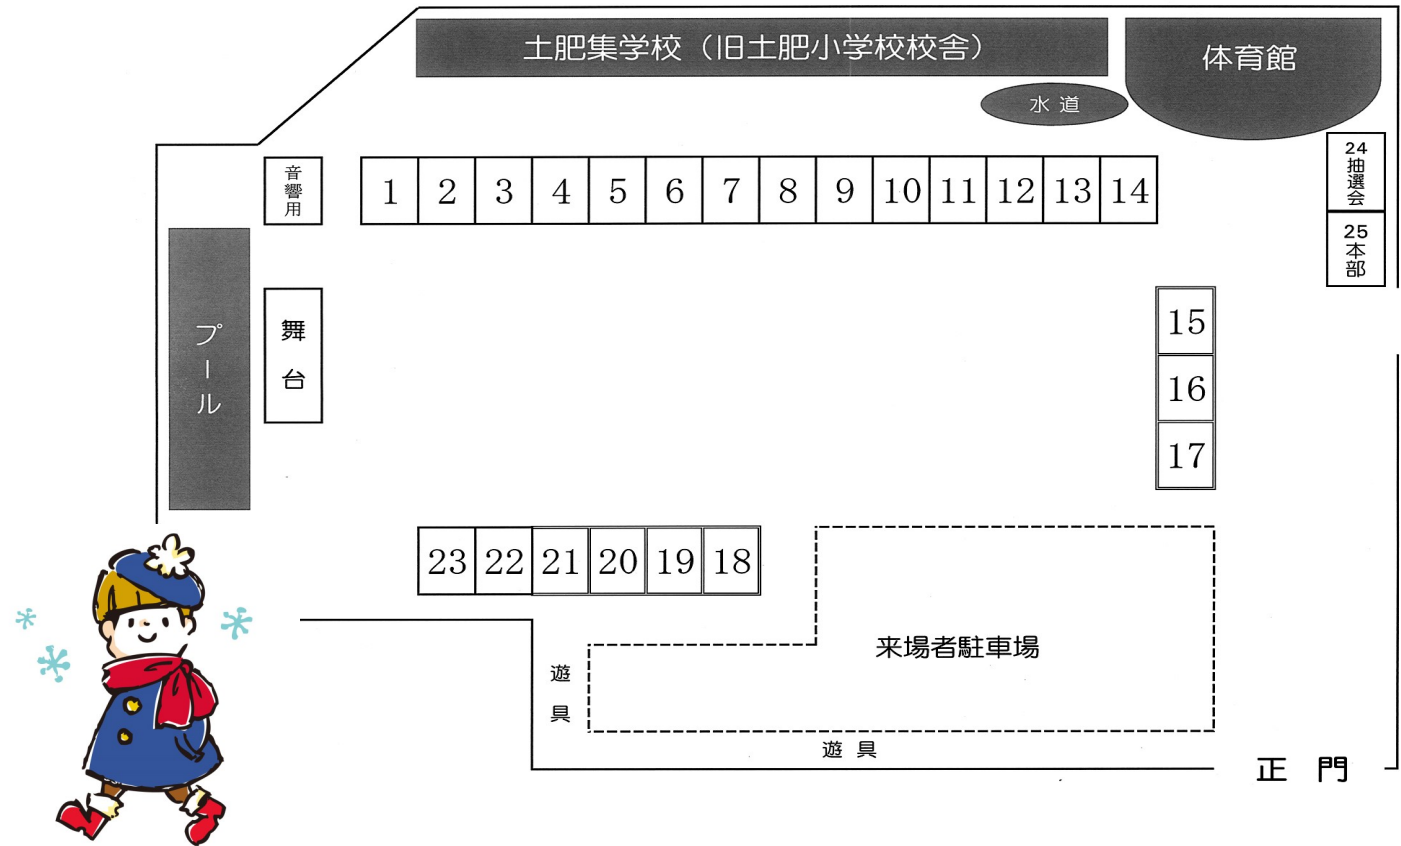 土肥集学校（旧土肥小学校校舎）
体育館
水道
24
抽選会
25
本部
音響用
1 2 3 4 5 6 7 8 9 10 11 12 13 14
プール
舞台
15
16
17
23 22 21 20 19 18
来場者駐車場
遊具
遊具
正門